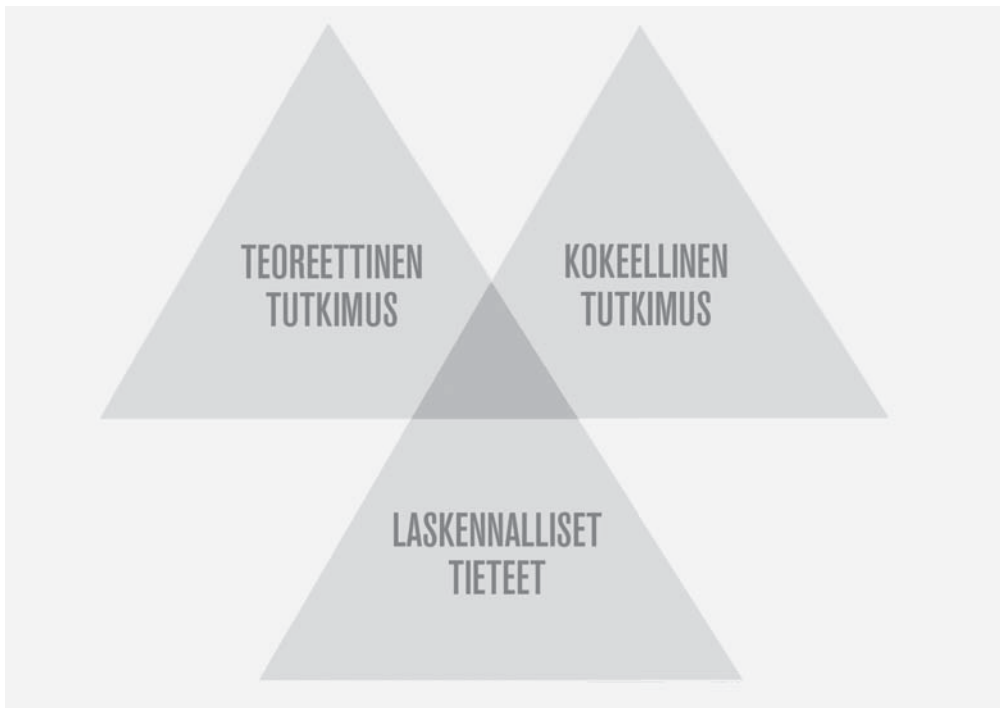 TEOREETTINEN
TUTKIMUS
KOKEELLINEN
TUTKIMUS
LASKENNALLISET
TIETEET